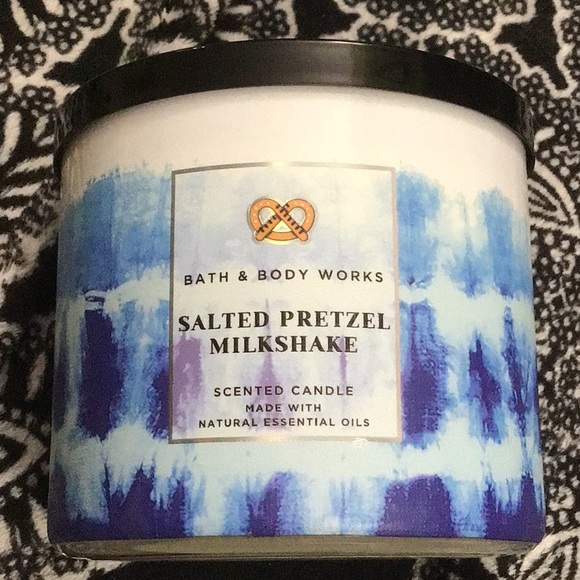 BATH & BODY WORKS
SALTED PRETZEL
MILKSHAKE
SCENTED CANDLE
MADE WITH
NATURAL ESSENTIAL OILS